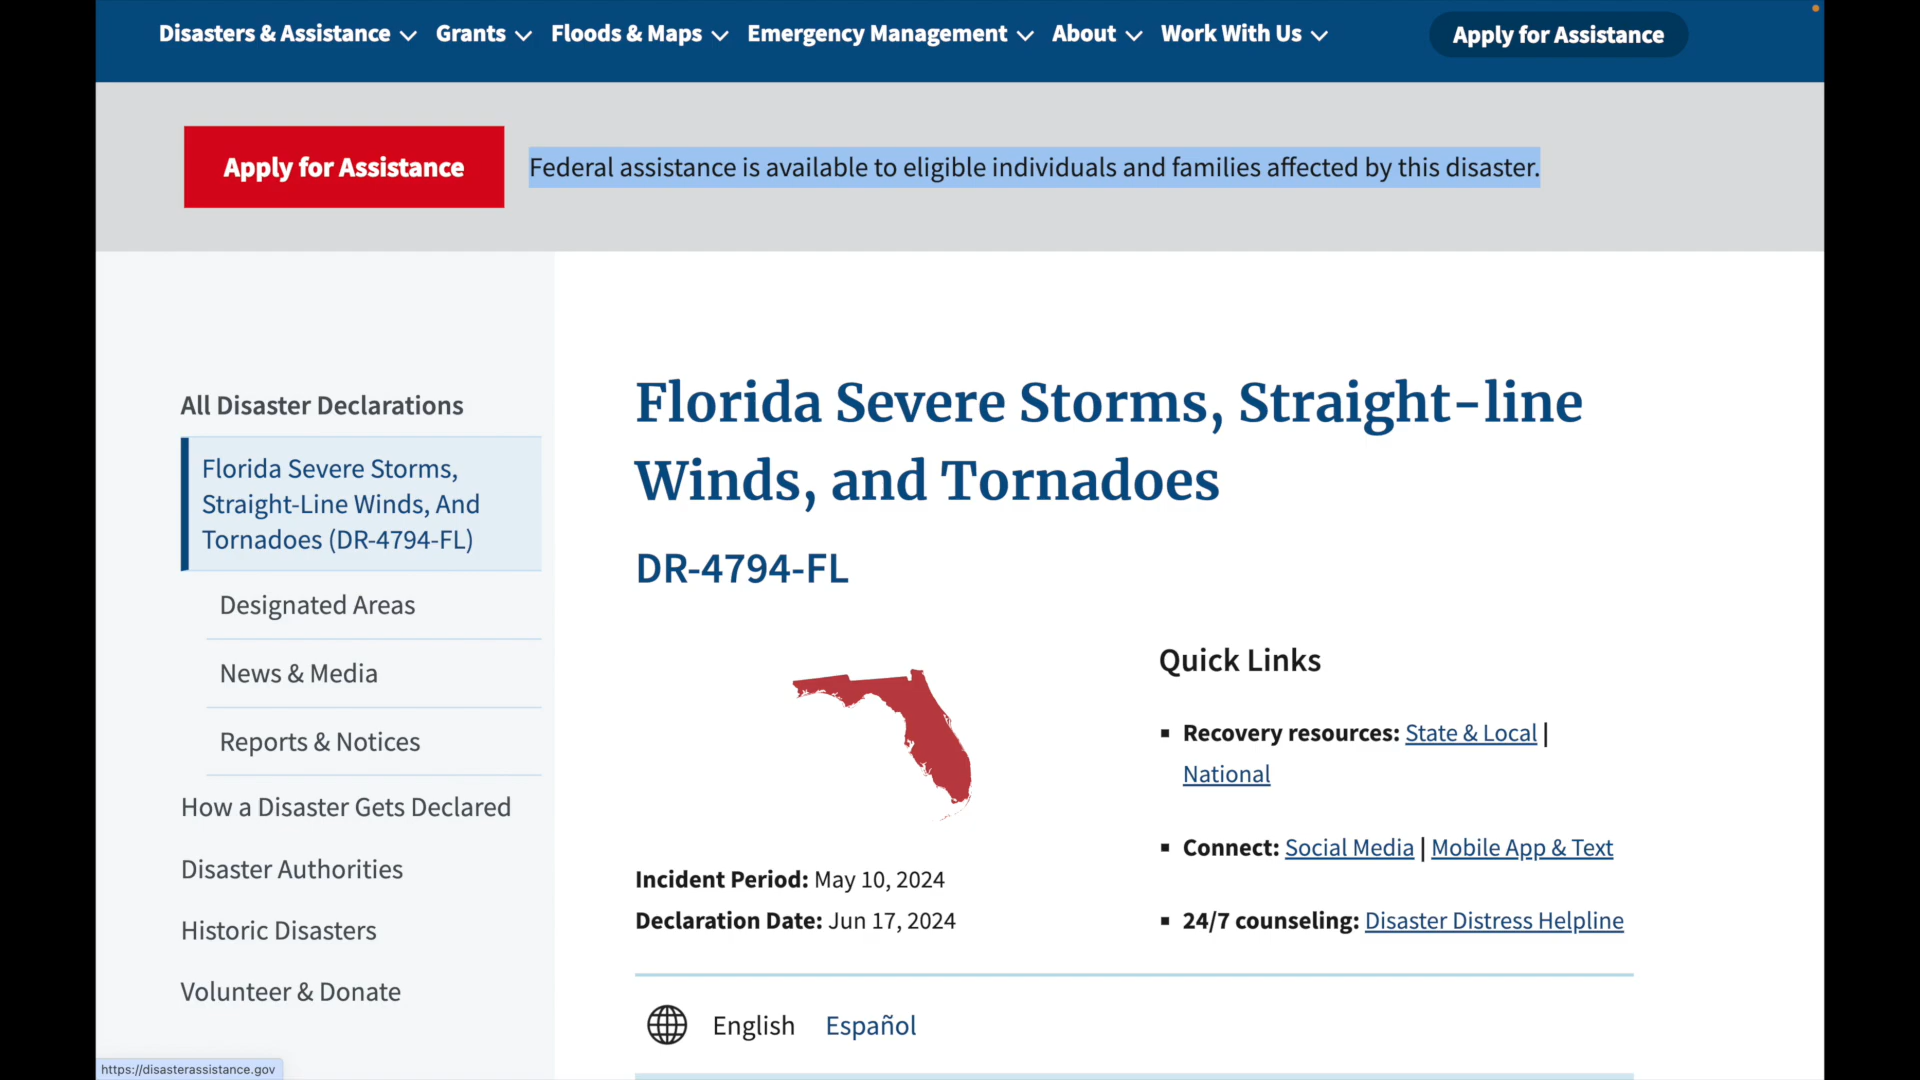 Disasters & Assistance Grants Floods & Maps Emergency Management About Work With Us Apply for Assistance
Apply for Assistance Federal assistance is available to eligible individuals and families affected by this disaster.
All Disaster Declarations
Florida Severe Storms,
Straight-Line Winds, And
Tornadoes (DR-4794-FL)
Designated Areas
News & Media
Reports & Notices
How a Disaster Gets Declared
Disaster Authorities
Historic Disasters
Volunteer & Donate
Florida Severe Storms, Straight-line
Winds, and Tornadoes
DR-4794-FL
Incident Period: May 10, 2024
Declaration Date: Jun 17, 2024
Quick Links
Recovery resources: State & Local |
National
Connect: Social Media | Mobile App & Text
24/7 counseling: Disaster Distress Helpline
English Español
https://disasterassistance.gov